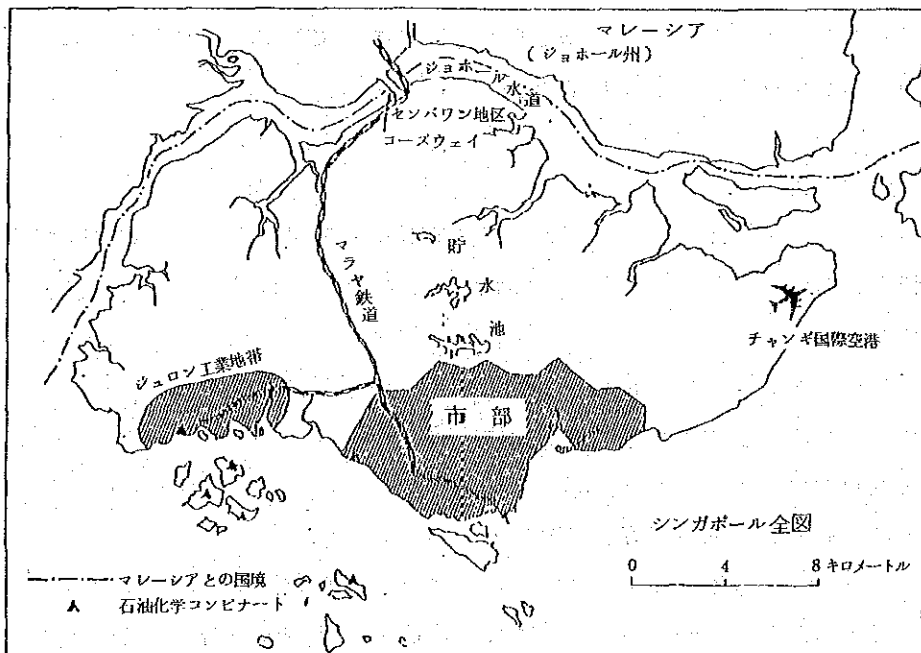 マレーシア
（ジョホール州）
ジョホール水道
センバワン地区
コーズウェイ
マラヤ鉄道
貯水池
チャンギ国際空港
ジュロン工業地帯
市部
シンガポール全図
0 4 8キロメートル
マレーシアとの国境
石油化学コンビナート